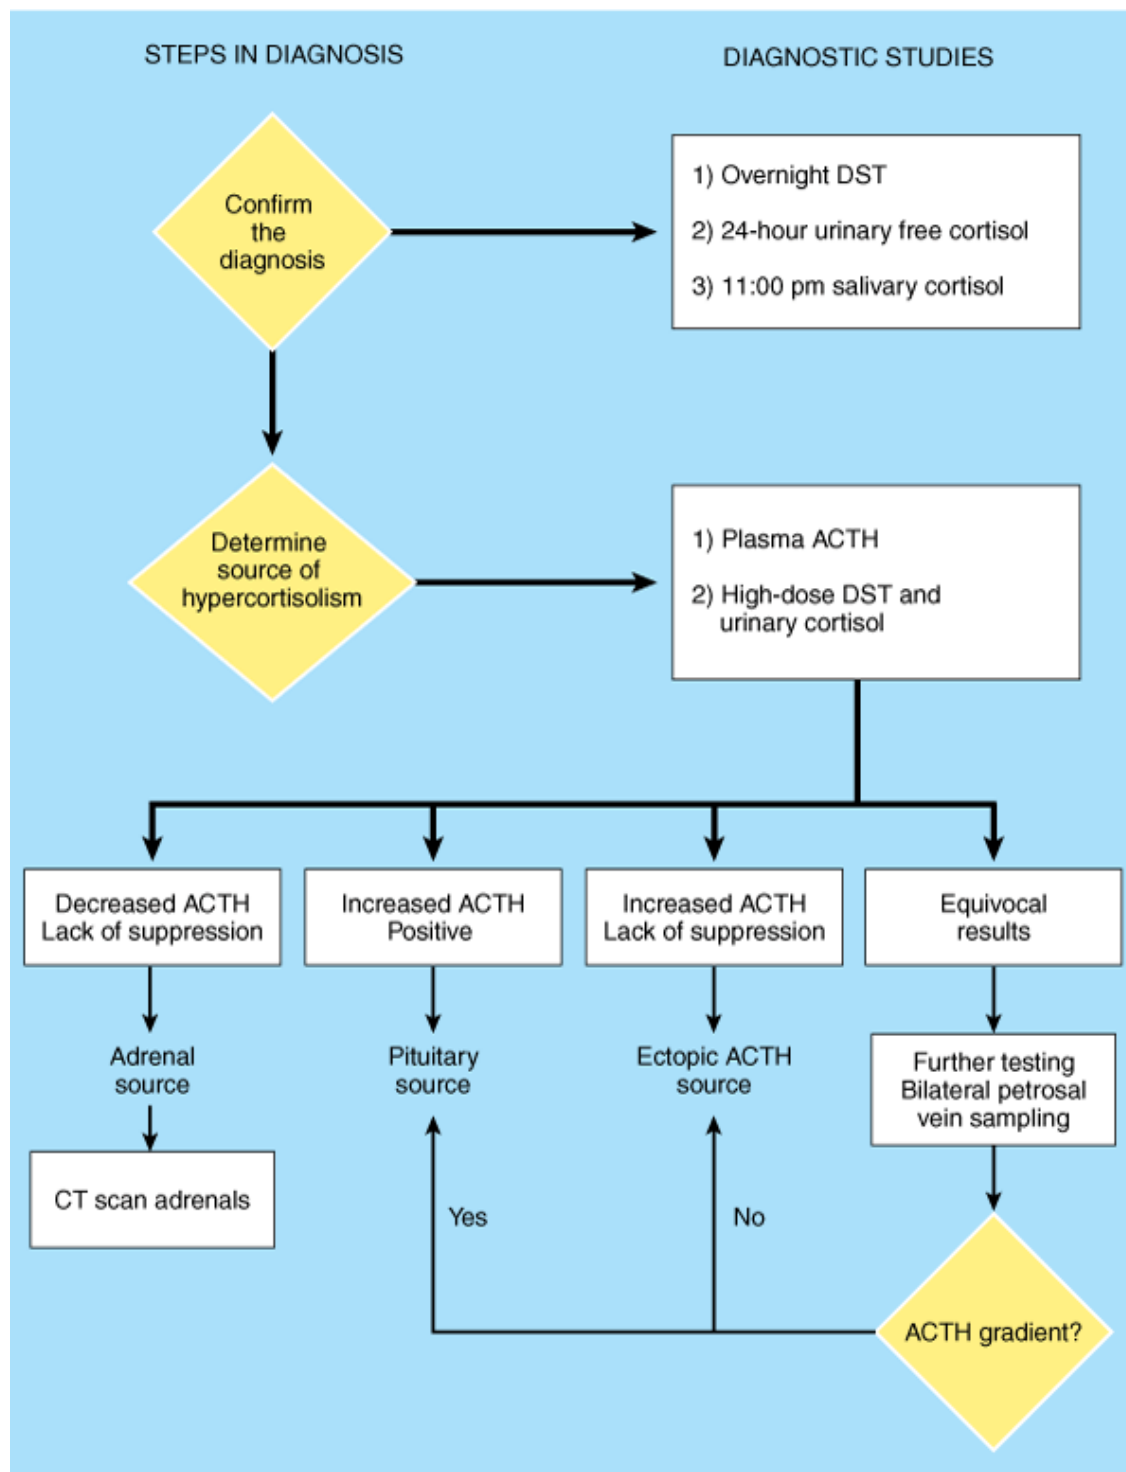 STEPS IN DIAGNOSIS
DIAGNOSTIC STUDIES
Confirm
the
diagnosis
1) Overnight DST
2) 24-hour urinary free cortisol
3) 11:00 pm salivary cortisol
Determine
source of
hypercortisolism
1) Plasma ACTH
2) High-dose DST and
urinary cortisol
Decreased ACTH
Lack of suppression
Increased ACTH
Positive
Increased ACTH
Lack of suppression
Equivocal
results
Adrenal
source
Pituitary
source
Ectopic ACTH
source
Further testing
Bilateral petrosal
vein sampling
CT scan adrenals
Yes
No
ACTH gradient?